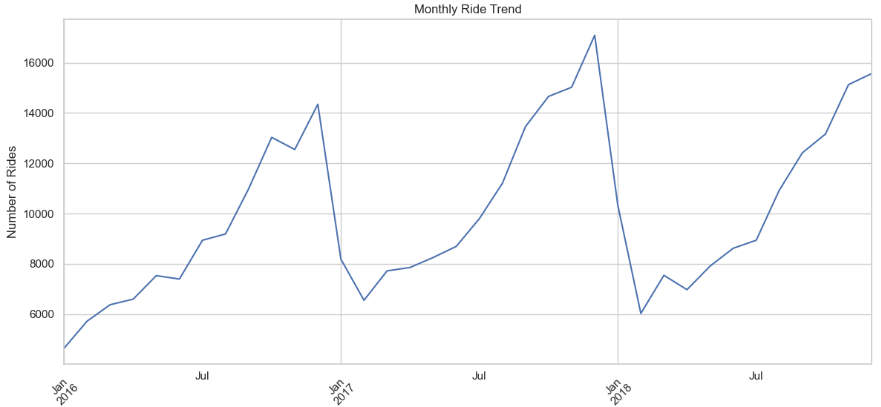 Monthly Ride Trend
Number of Rides
16000
14000
12000
10000
8000
6000
Jan
2016
Jul
Jan
2017
Jul
Jan
2018
Jul